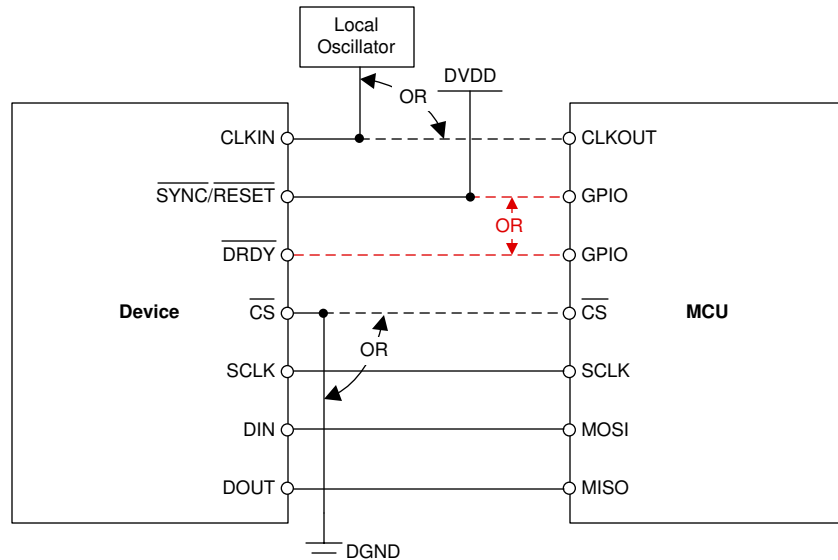 Local
Oscillator
DVDD
OR
CLKIN
CLKOUT
SYNC/RESET
GPIO
OR
DRDY
GPIO
Device
CS
CS
MCU
OR
SCLK
SCLK
DIN
MOSI
DOUT
MISO
DGND